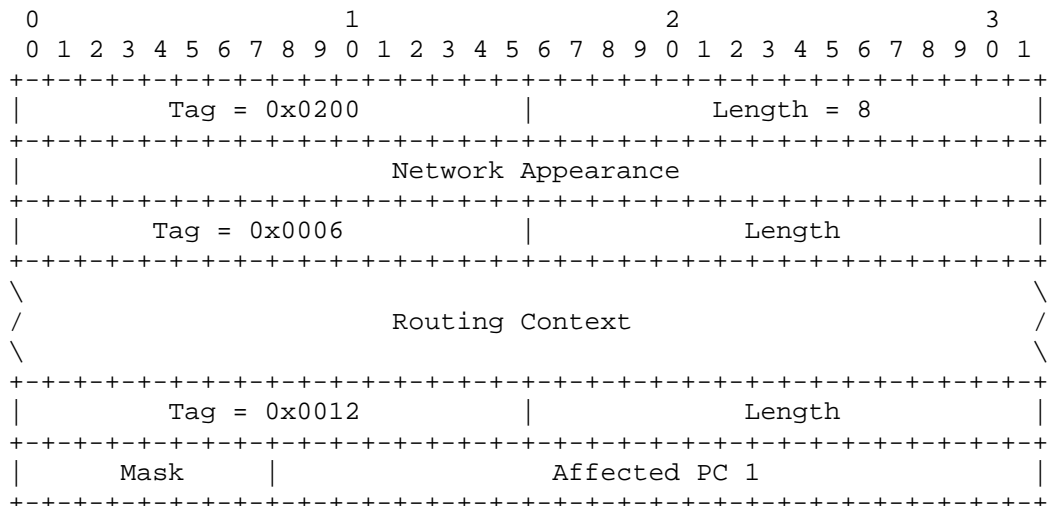 0                   1                   2                   3
 0 1 2 3 4 5 6 7 8 9 0 1 2 3 4 5 6 7 8 9 0 1 2 3 4 5 6 7 8 9 0 1
+-+-+-+-+-+-+-+-+-+-+-+-+-+-+-+-+-+-+-+-+-+-+-+-+-+-+-+-+-+-+-+-+
|         Tag = 0x0200          |           Length = 8          |
+-+-+-+-+-+-+-+-+-+-+-+-+-+-+-+-+-+-+-+-+-+-+-+-+-+-+-+-+-+-+-+-+
|                       Network Appearance                      |
+-+-+-+-+-+-+-+-+-+-+-+-+-+-+-+-+-+-+-+-+-+-+-+-+-+-+-+-+-+-+-+-+
|        Tag = 0x0006           |             Length            |
+-+-+-+-+-+-+-+-+-+-+-+-+-+-+-+-+-+-+-+-+-+-+-+-+-+-+-+-+-+-+-+-+
\                                                               \
/                       Routing Context                         /
\                                                               \
+-+-+-+-+-+-+-+-+-+-+-+-+-+-+-+-+-+-+-+-+-+-+-+-+-+-+-+-+-+-+-+-+
|         Tag = 0x0012          |             Length            |
+-+-+-+-+-+-+-+-+-+-+-+-+-+-+-+-+-+-+-+-+-+-+-+-+-+-+-+-+-+-+-+-+
|      Mask     |                 Affected PC 1                 |
+-+-+-+-+-+-+-+-+-+-+-+-+-+-+-+-+-+-+-+-+-+-+-+-+-+-+-+-+-+-+-+-+